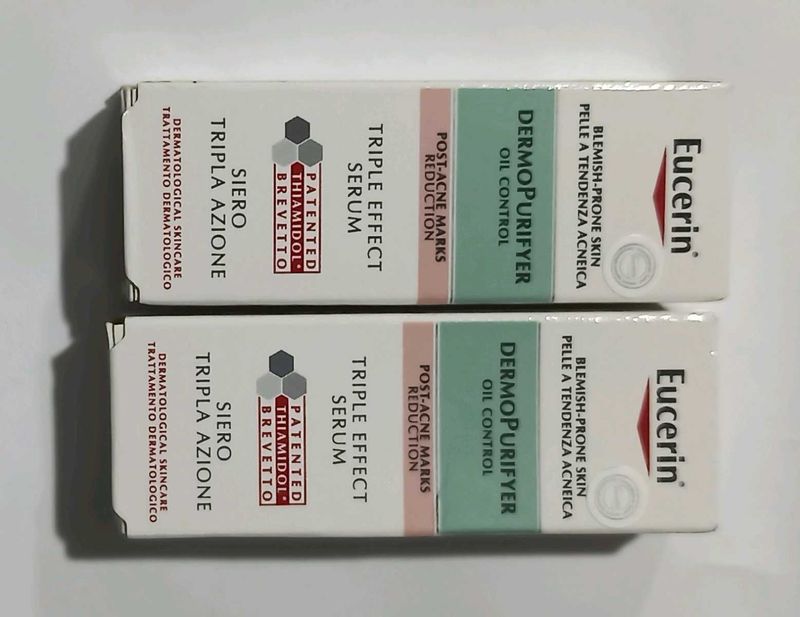 Eucerin®
BLEMISH-PRONE SKIN
PELLE A TENDENZA ACNEICA
DERMOPURIFYER
OIL CONTROL
POST-ACNE MARKS
REDUCTION
TRIPLE EFFECT
SERUM
PATENTED
THIAMIDOL®
BREVETTO
SIERO
TRIPLA AZIONE
DERMATOLOGICAL SKINCARE
TRATTAMENTO DERMATOLOGICO
Eucerin®
BLEMISH-PRONE SKIN
PELLE A TENDENZA ACNEICA
DERMOPURIFYER
OIL CONTROL
POST-ACNE MARKS
REDUCTION
TRIPLE EFFECT
SERUM
PATENTED
THIAMIDOL®
BREVETTO
SIERO
TRIPLA AZIONE
DERMATOLOGICAL SKINCARE
TRATTAMENTO DERMATOLOGICO